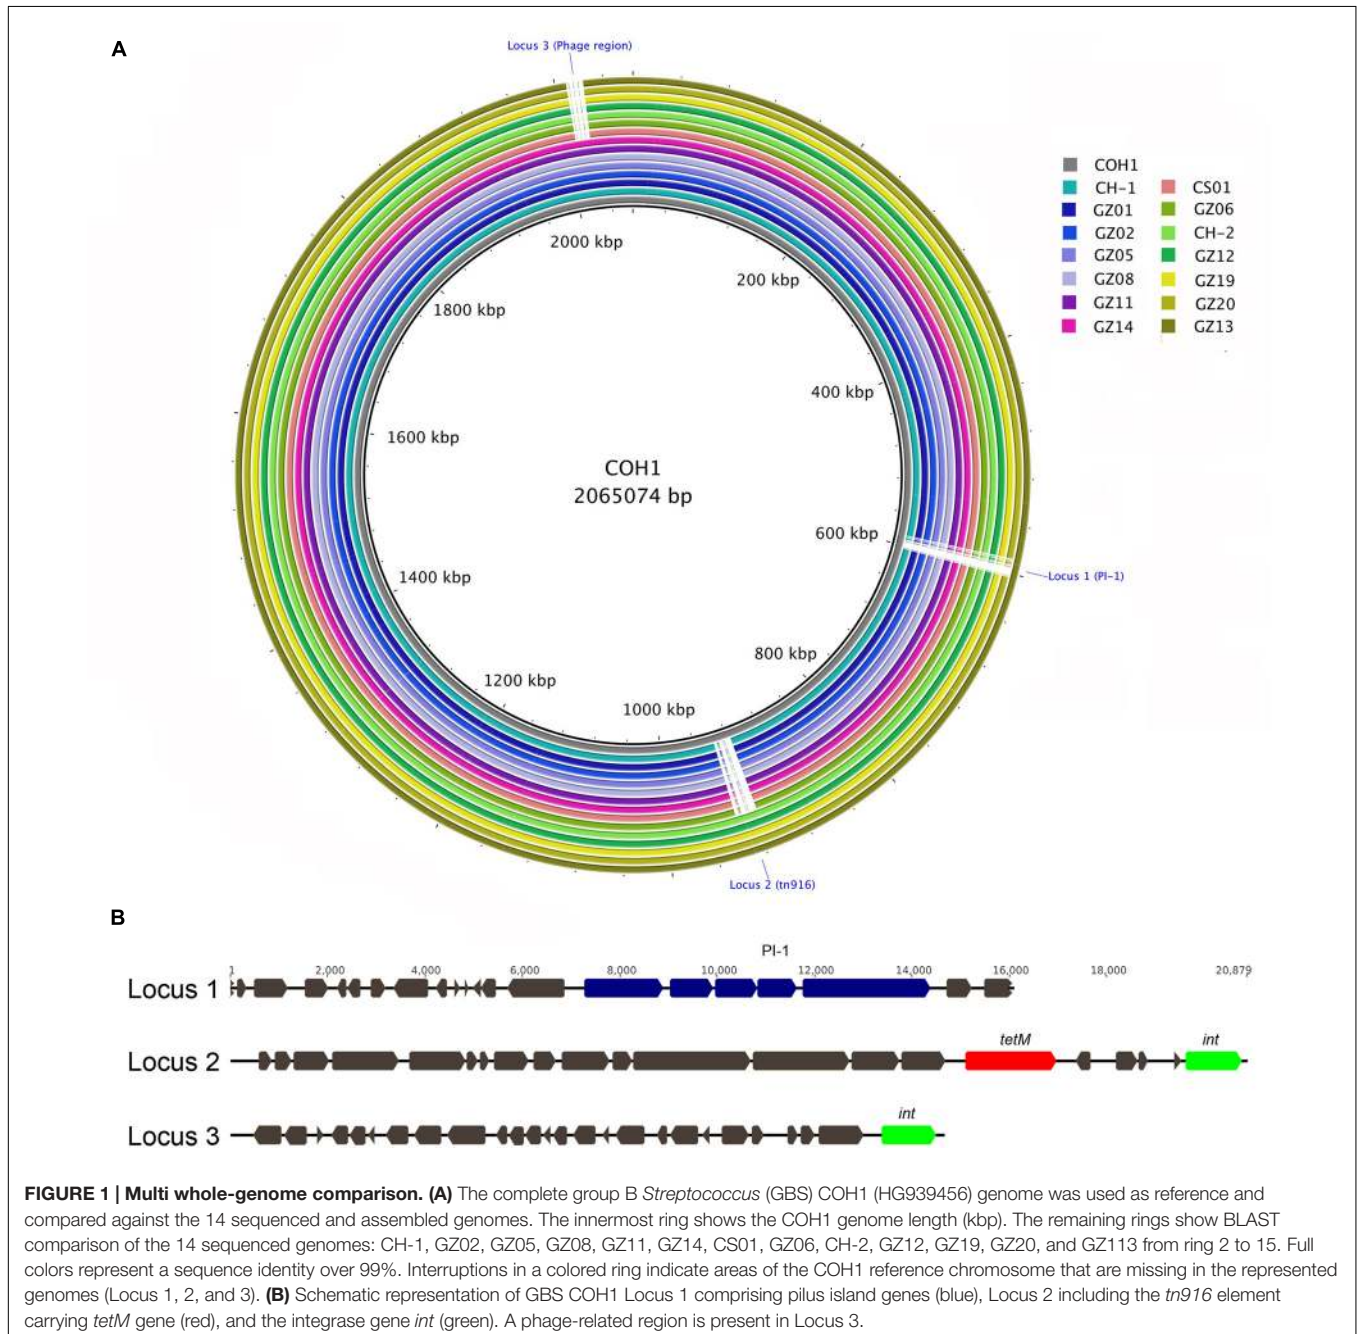 A
Locus 3 (Phage region)
COH1
CH-1
CS01
GZ01
GZ06
GZ02
CH-2
GZ05
GZ12
GZ08
GZ19
GZ11
GZ20
GZ14
GZ13
2000 kbp
200 kbp
1800 kbp
400 kbp
1600 kbp
COH1
2065074 bp
600 kbp
Locus 1 (PI-1)
1400 kbp
800 kbp
1200 kbp
1000 kbp
Locus 2 (tn916)
B
PI-1
1 2,000 4,000 6,000 8,000 10,000 12,000 14,000 16,000 18,000 20,879
Locus 1
tetM int
Locus 2
int
Locus 3
FIGURE 1 | Multi whole-genome comparison. (A) The complete group B Streptococcus (GBS) COH1 (HG939456) genome was used as reference and
compared against the 14 sequenced and assembled genomes. The innermost ring shows the COH1 genome length (kbp). The remaining rings show BLAST
comparison of the 14 sequenced genomes: CH-1, GZ02, GZ05, GZ08, GZ11, GZ14, CS01, GZ06, CH-2, GZ12, GZ19, GZ20, and GZ113 from ring 2 to 15. Full
colors represent a sequence identity over 99%. Interruptions in a colored ring indicate areas of the COH1 reference chromosome that are missing in the represented
genomes (Locus 1, 2, and 3). (B) Schematic representation of GBS COH1 Locus 1 comprising pilus island genes (blue), Locus 2 including the tn916 element
carrying tetM gene (red), and the integrase gene int (green). A phage-related region is present in Locus 3.